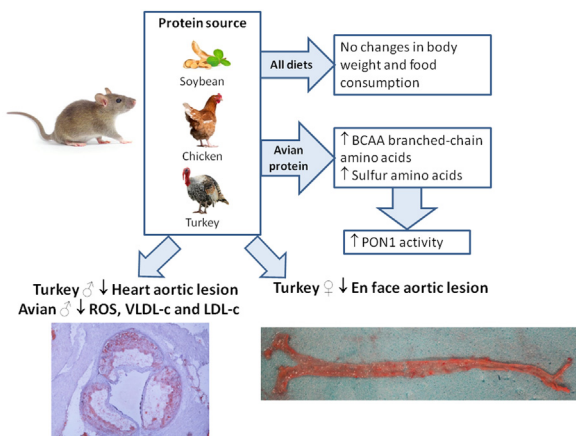 Protein source
Soybean
Chicken
Turkey
All diets
No changes in body
weight and food
consumption
Avian
protein
↑ BCAA branched-chain
amino acids
↑ Sulfur amino acids
↑ PON1 activity
Turkey ♂ ↓ Heart aortic lesion
Avian ♂ ↓ ROS, VLDL-c and LDL-c
Turkey ♀ ↓ En face aortic lesion